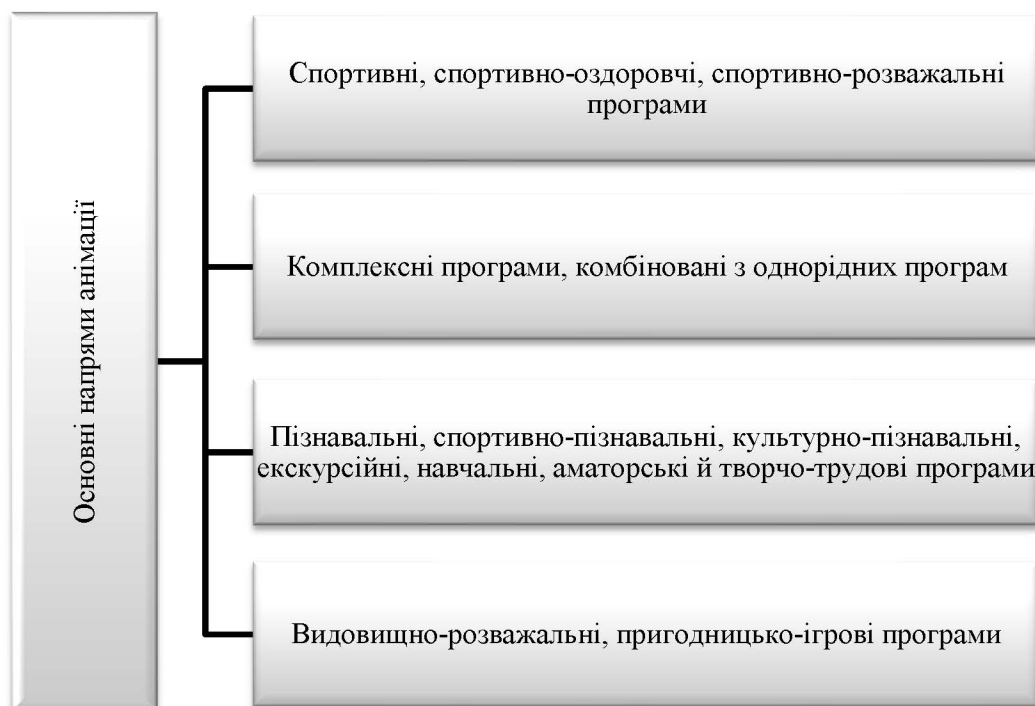 Основні напрями анімації
Спортивні, спортивно-оздоровчі, спортивно-розважальні
програми
Комплексні програми, комбіновані з однорідних програм
Пізнавальні, спортивно-пізнавальні, культурно-пізнавальні,
екскурсійні, навчальні, аматорські й творчо-трудові програми
Видовищно-розважальні, пригодницько-ігрові програми